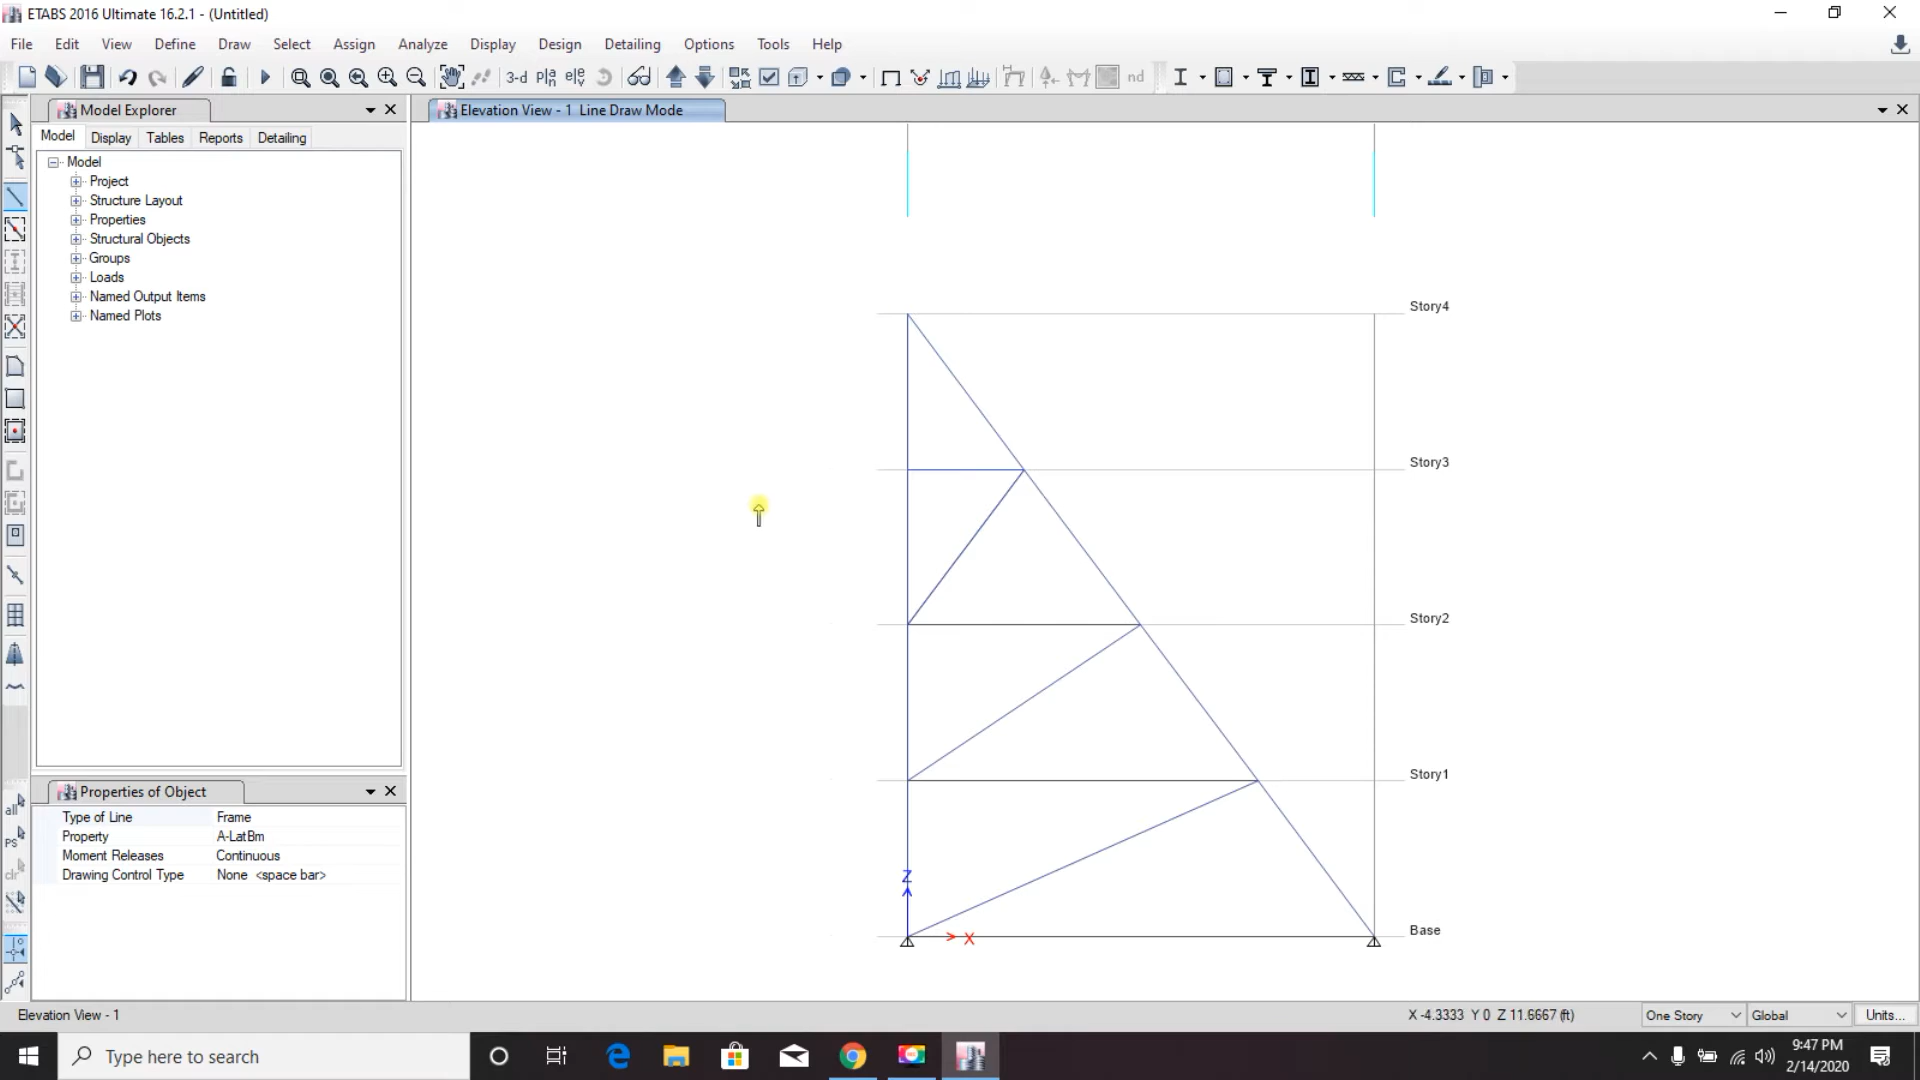 ETABS 2016 Ultimate 16.2.1 - (Untitled)
File Edit View Define Draw Select Assign Analyze Display Design Detailing Options Tools Help
3-d nd
Model Explorer
Elevation View - 1 Line Draw Mode
Model Display Tables Reports Detailing
Model
Project
Structure Layout
Properties
Structural Objects
Groups
Loads
Named Output Items
Named Plots
Story4
Story3
Story2
Story1
Base
Z
X
all
PS
clr
Properties of Object
Type of Line Frame
Property A-LatBm
Moment Releases Continuous
Drawing Control Type None <space bar>
Elevation View - 1
X -4.3333 Y 0 Z 11.6667 (ft)
One Story
Global
Units...
Type here to search
9:47 PM
2/14/2020